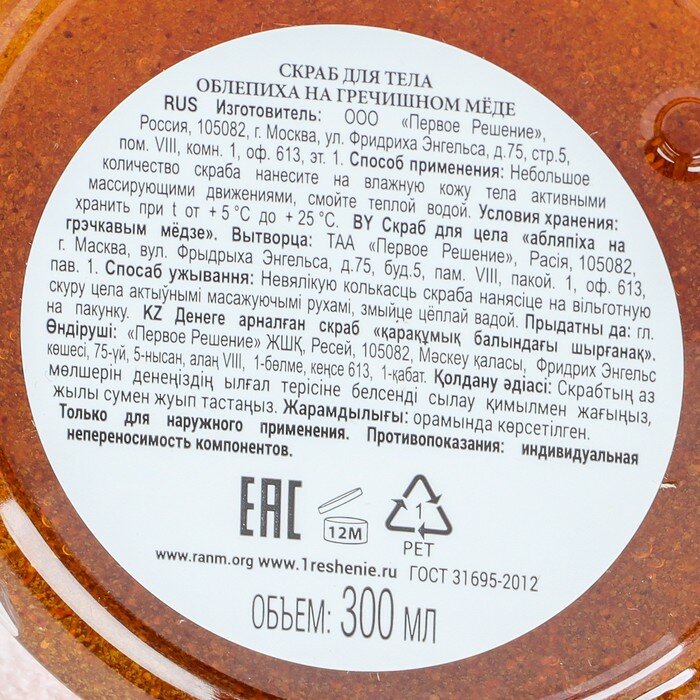 СКРАБ ДЛЯ ТЕЛА
ОБЛЕПИХА НА ГРЕЧИШНОМ МЁДЕ
RUS Изготовитель: ООО «Первое Решение»,
Россия, 105082, г. Москва, ул. Фридриха Энгельса, д.75, стр.5,
пом. VIII, комн. 1, оф. 613, эт. 1. Способ применения: Небольшое
количество скраба нанесите на влажную кожу тела активными
массирующими движениями, смойте теплой водой. Условия хранения:
хранить при t от +5°C до +25°C. BY Скраб для цела «абляпіха на
грэчкавым мёдзе». Вытворца: ТАА «Первое Решение», Расія, 105082,
г. Москва, вул. Фрыдрыха Энгельса, д.75, буд.5, пам. VIII, пакой 1, оф. 613,
пав. 1. Спосаб ужывання: Невялікую колькасць скраба нанясіце на вільготную
скуру цела актыўнымі масажуючымі рухамі, змыйце цёплай вадой. Прыдатны да: гл.
на пакунку. KZ Денеге арналған скраб «қарақұмық балындағы шырғанақ».
Өндіруші: «Первое Решение» ЖШҚ, Ресей, 105082, Мәскеу қаласы, Фридрих Энгельс
көшесі, 75-үй, 5-нысан, алаң VIII, 1-бөлме, кеңсе 613, 1-қабат. Қолдану әдісі: Скрабтың аз
мөлшерін денеңіздің ылғал терісіне белсенді сылау қимылмен жағыңыз,
жылы сумен жуып тастаңыз. Жарамдылығы: орамында көрсетілген.
Только для наружного применения. Противопоказания: индивидуальная
непереносимость компонентов.
EAC 12M 1
PET
www.ranm.org www.1reshenie.ru ГОСТ 31695-2012
ОБЪЕМ: 300 МЛ